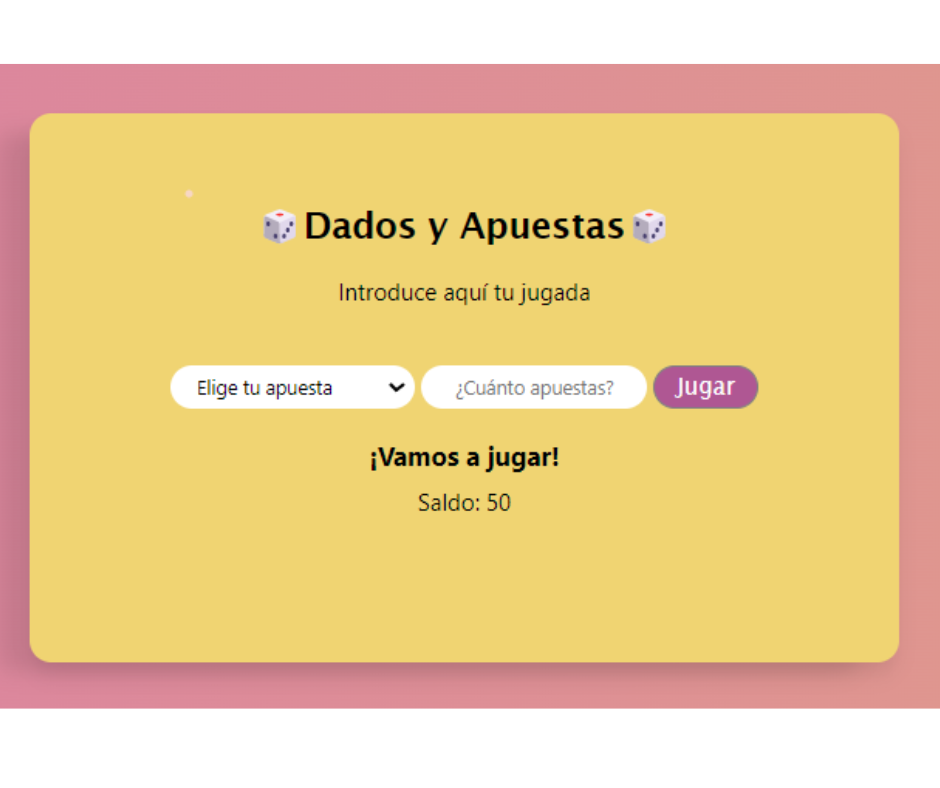 Dados y Apuestas
Introduce aquí tu jugada
Elige tu apuesta ¿Cuánto apuestas? Jugar
¡Vamos a jugar!
Saldo: 50